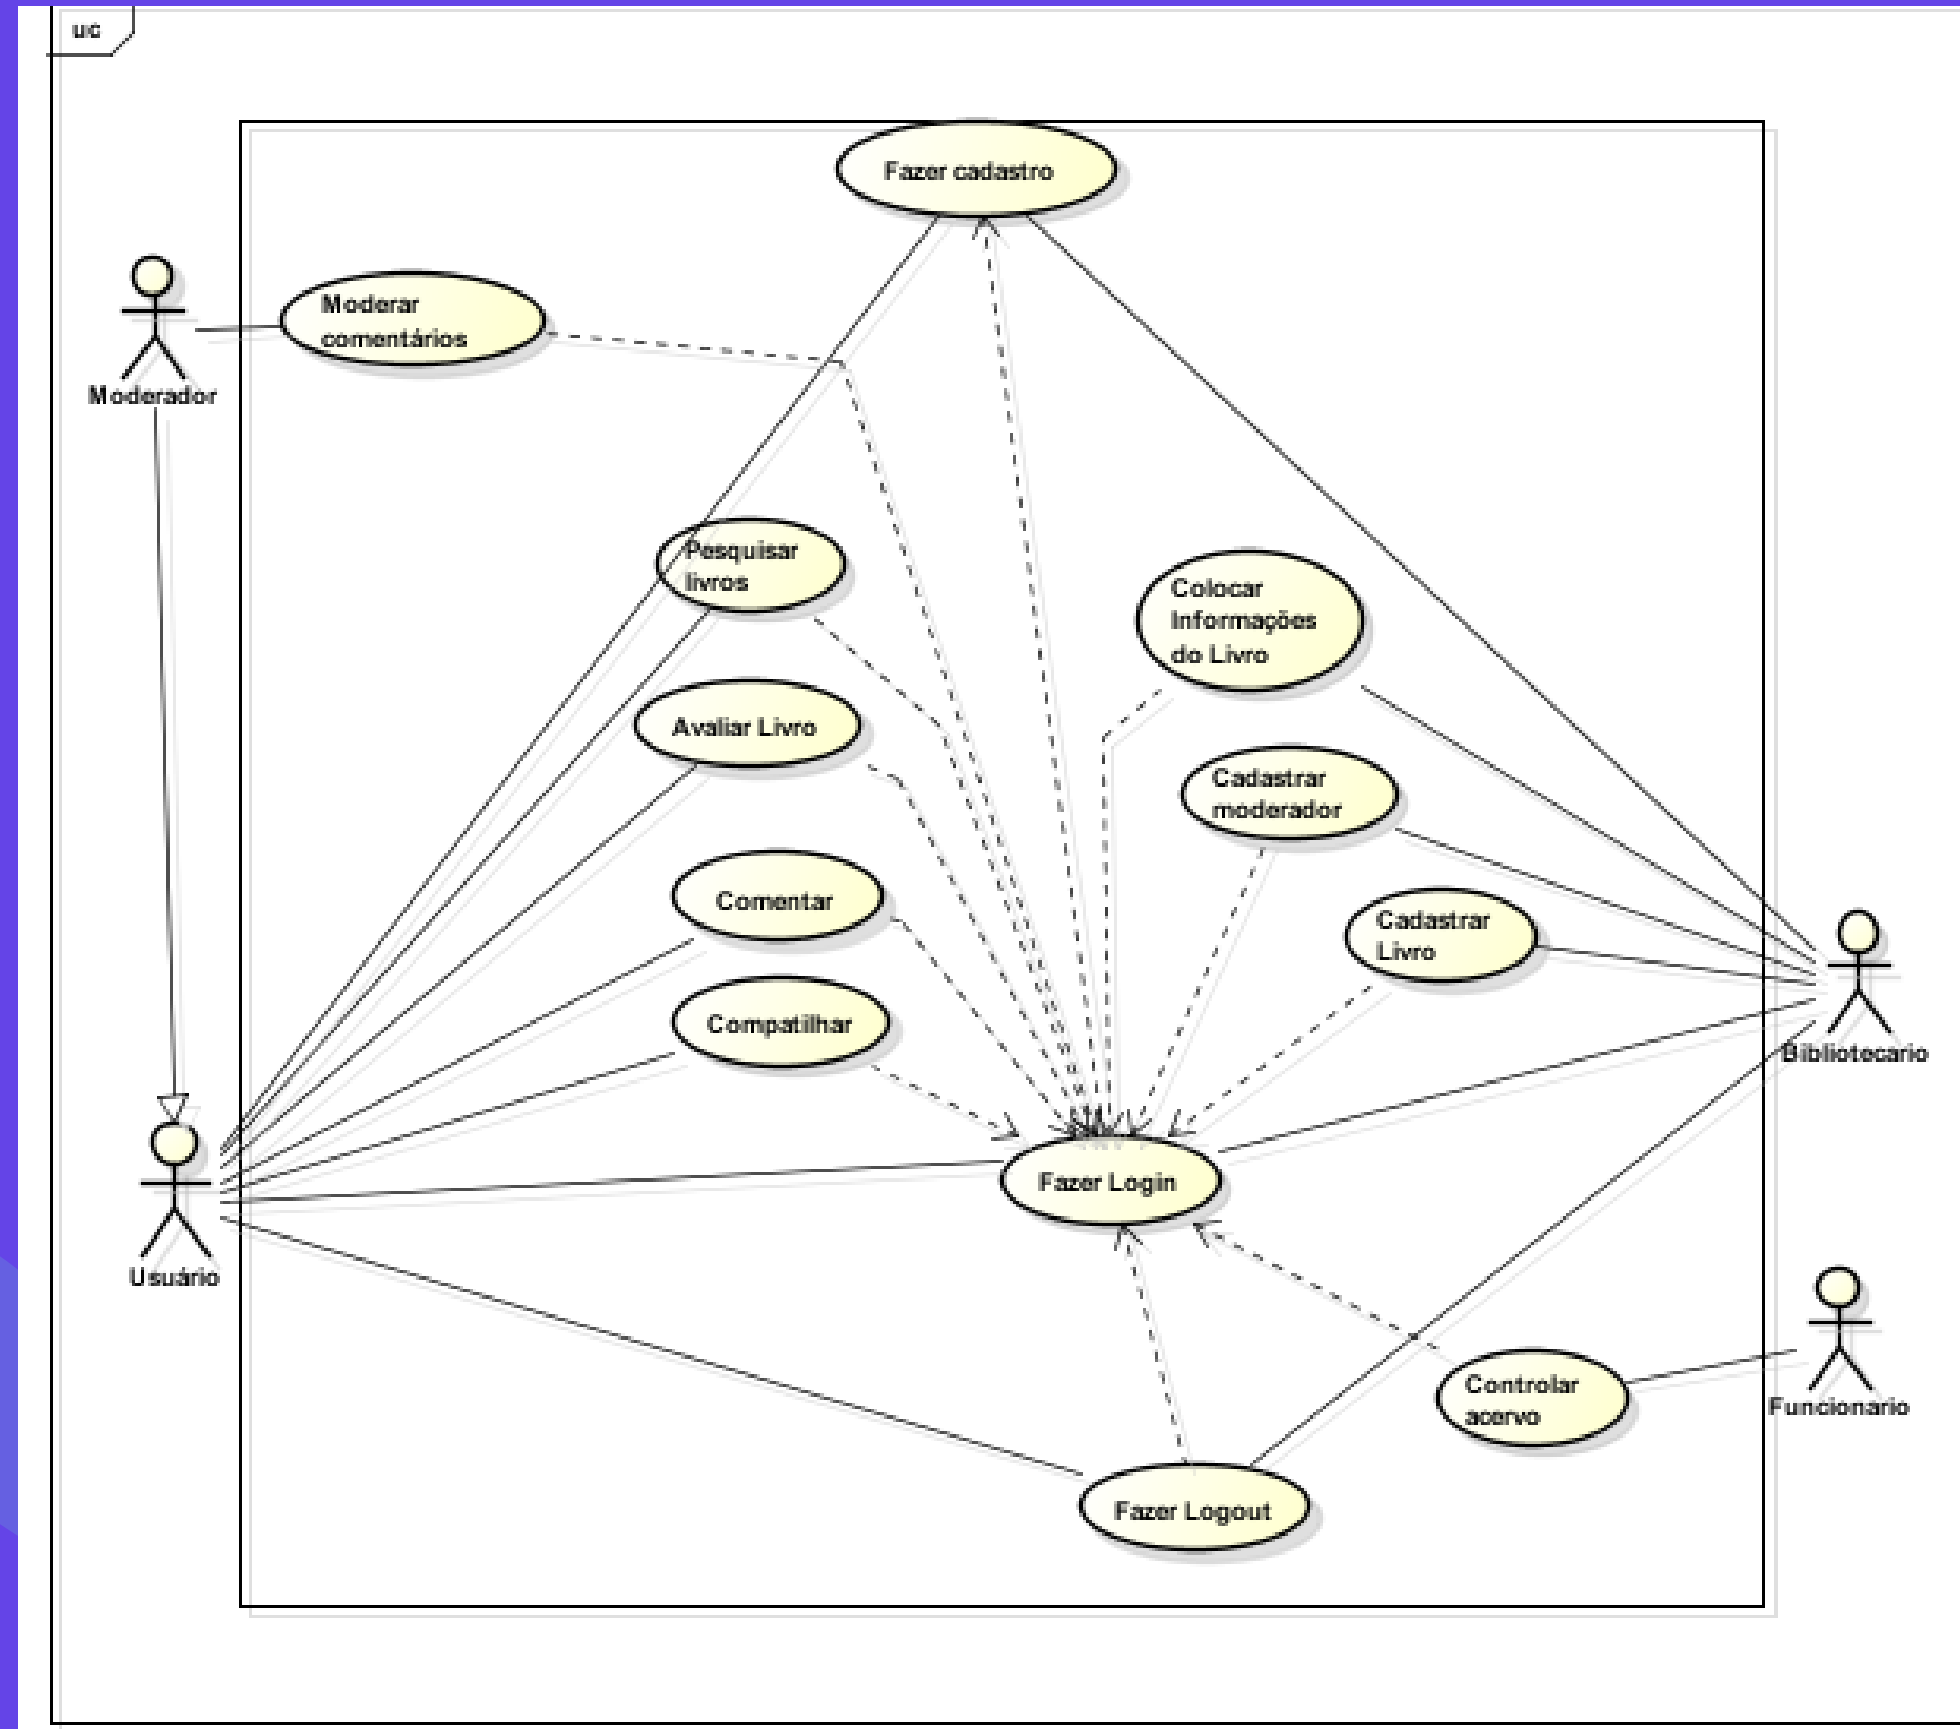 uc
Fazer cadastro
Moderar
comentários
Moderador
Pesquisar
livros
Colocar
Informações
do Livro
Avaliar Livro
Cadastrar
moderador
Comentar
Cadastrar
Livro
Compatilhar
Bibliotecario
Fazer Login
Usuário
Controlar
acervo
Funcionario
Fazer Logout